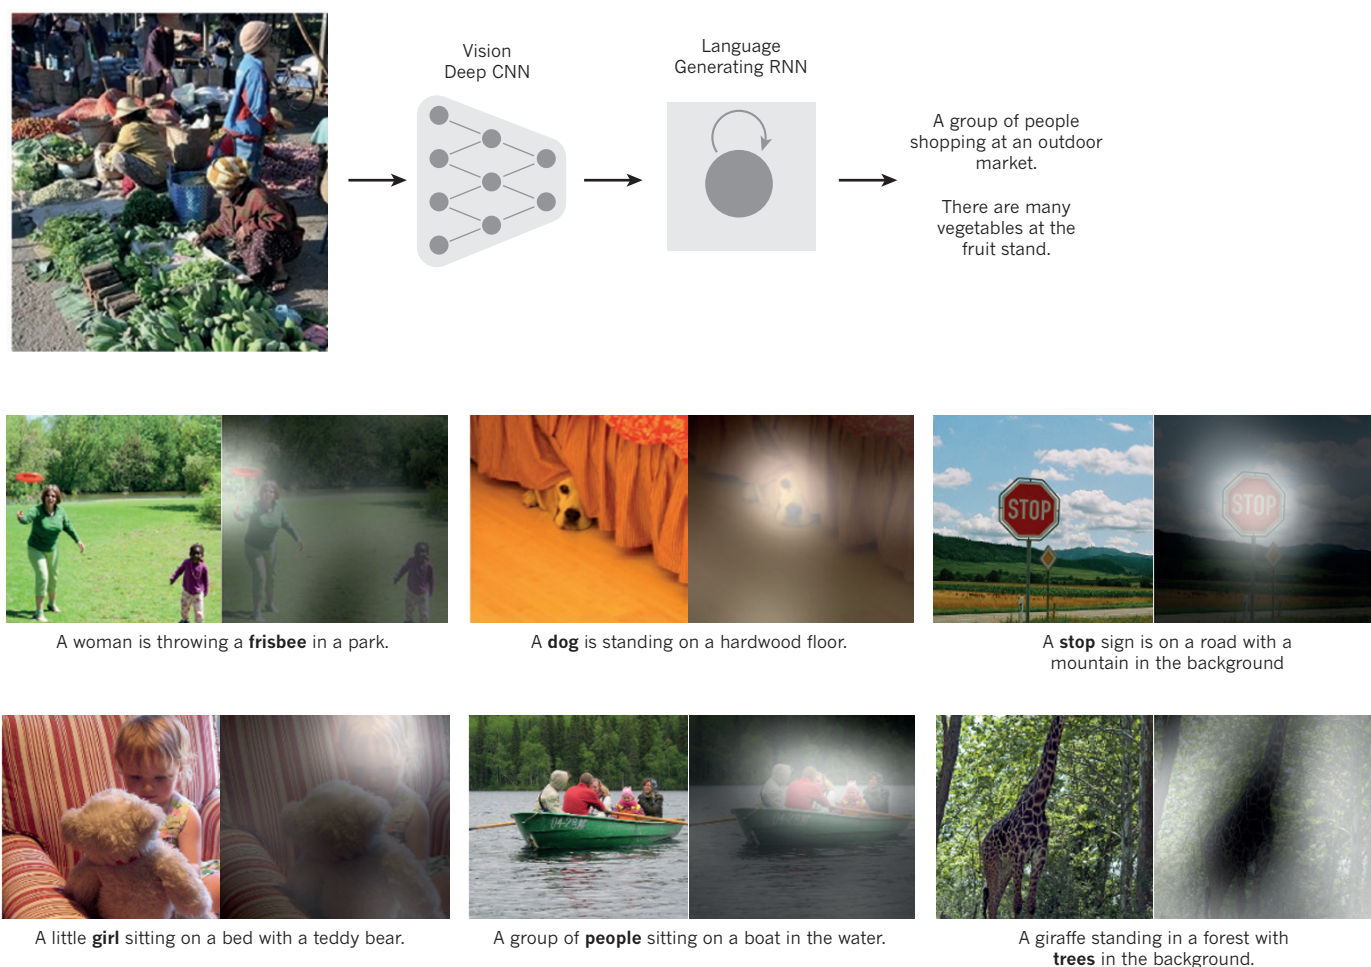 Vision
Deep CNN
Language
Generating RNN
A group of people
shopping at an outdoor
market.
There are many
vegetables at the
fruit stand.
STOP
STOP
A woman is throwing a frisbee in a park.
A dog is standing on a hardwood floor.
A stop sign is on a road with a
mountain in the background
A little girl sitting on a bed with a teddy bear.
A group of people sitting on a boat in the water.
A giraffe standing in a forest with
trees in the background.